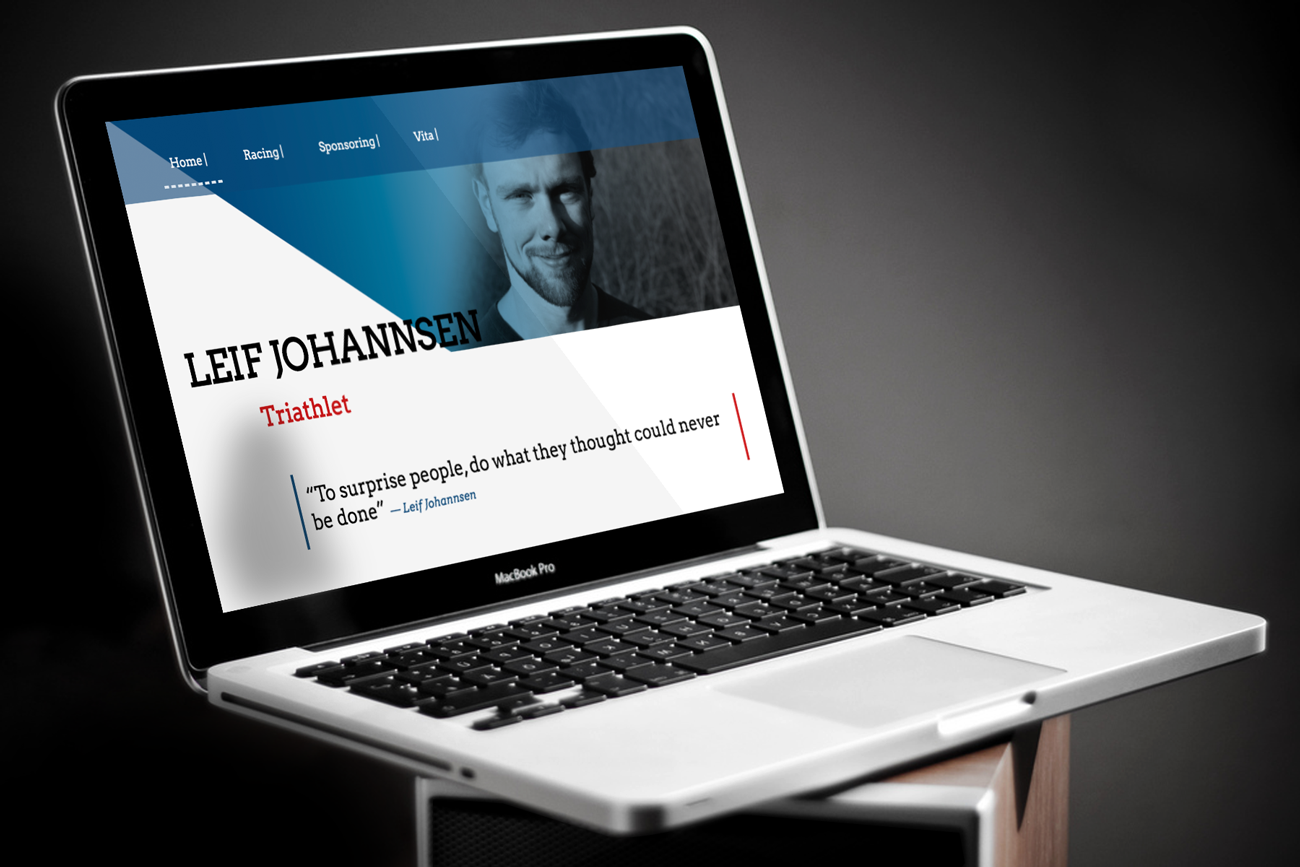 Home|
Racing|
Sponsoring|
Vita|
LEIF JOHANNSEN
Triathlet
“To surprise people, do what they thought could never
be done” — Leif Johannsen
MacBook Pro